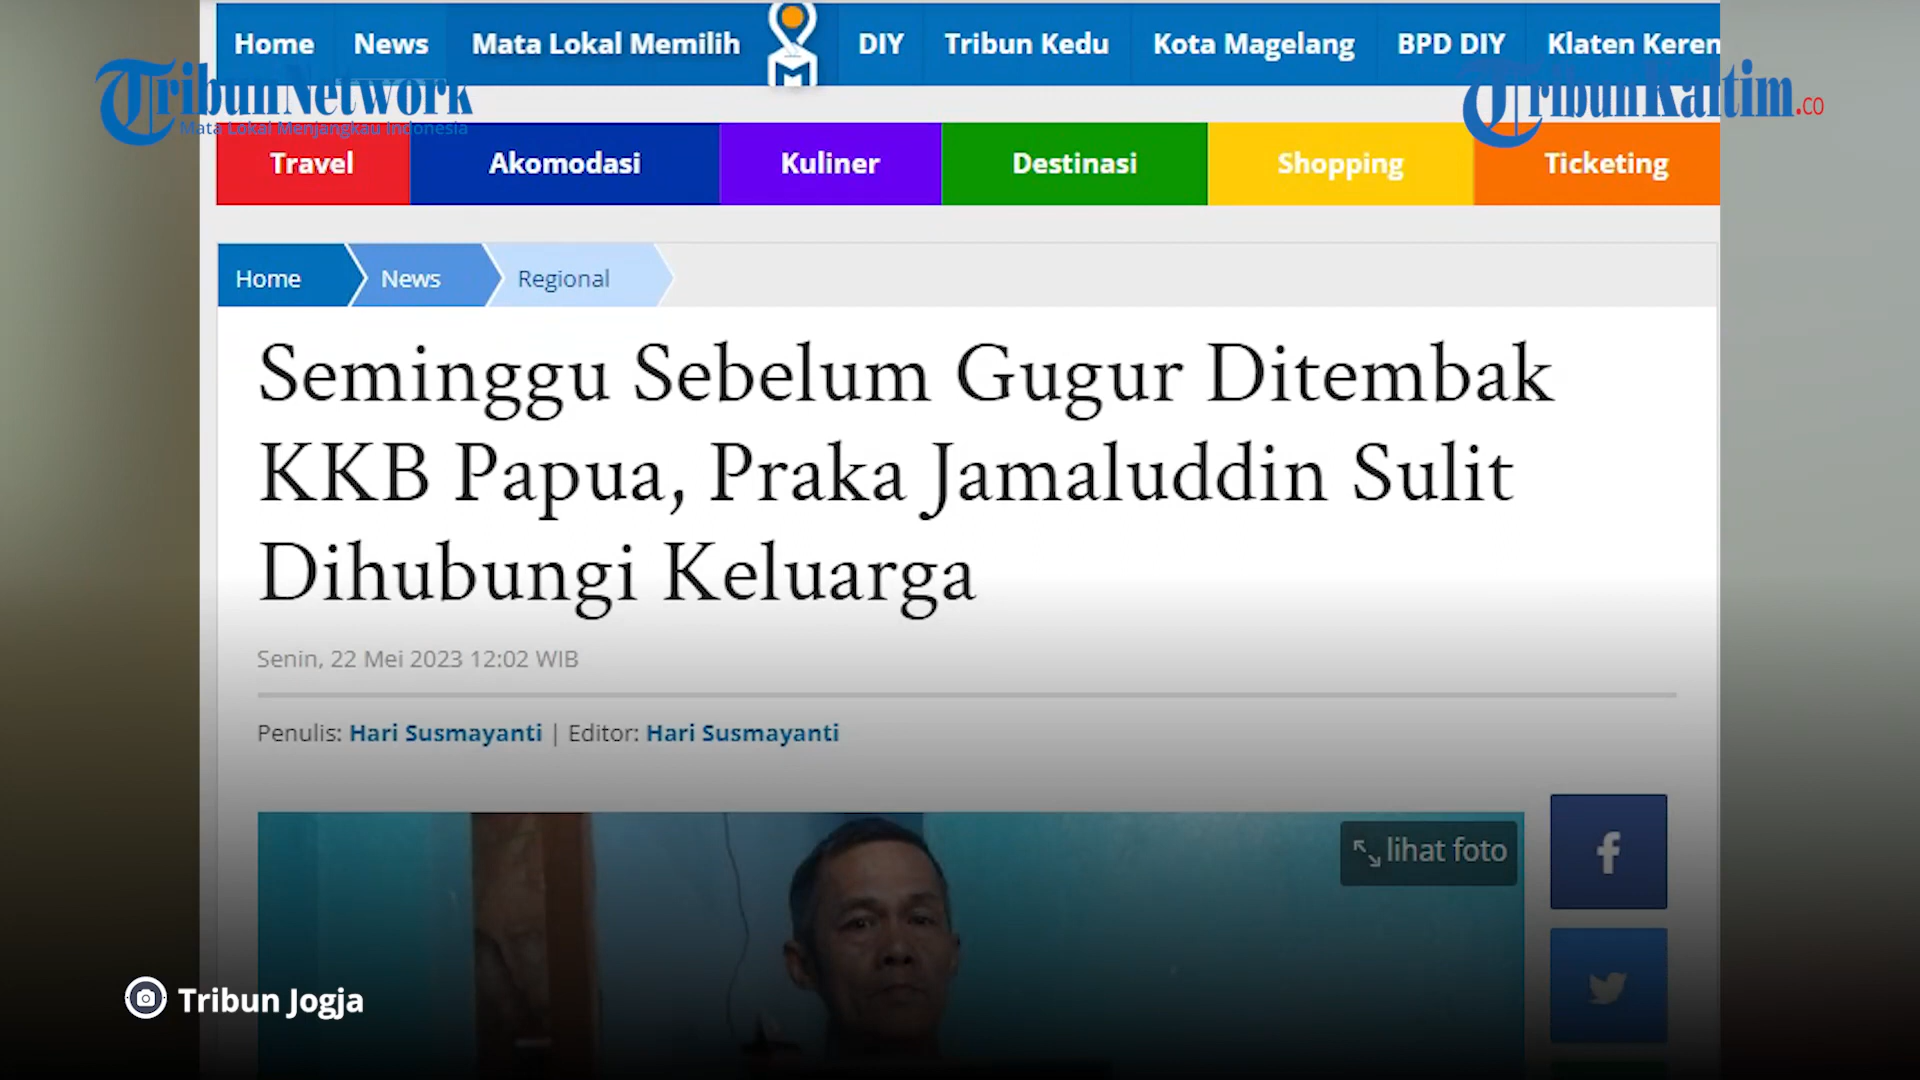 Home News Mata Lokal Memilih M DIY Tribun Kedu Kota Magelang BPD DIY Klaten Keren
TribunNetwork
Mata Lokal Menjangkau Indonesia
TribunKaltim.co
Travel Akomodasi Kuliner Destinasi Shopping Ticketing
Home News Regional
Seminggu Sebelum Gugur Ditembak
KKB Papua, Praka Jamaluddin Sulit
Dihubungi Keluarga
Senin, 22 Mei 2023 12:02 WIB
Penulis: Hari Susmayanti | Editor: Hari Susmayanti
lihat foto
f
Tribun Jogja